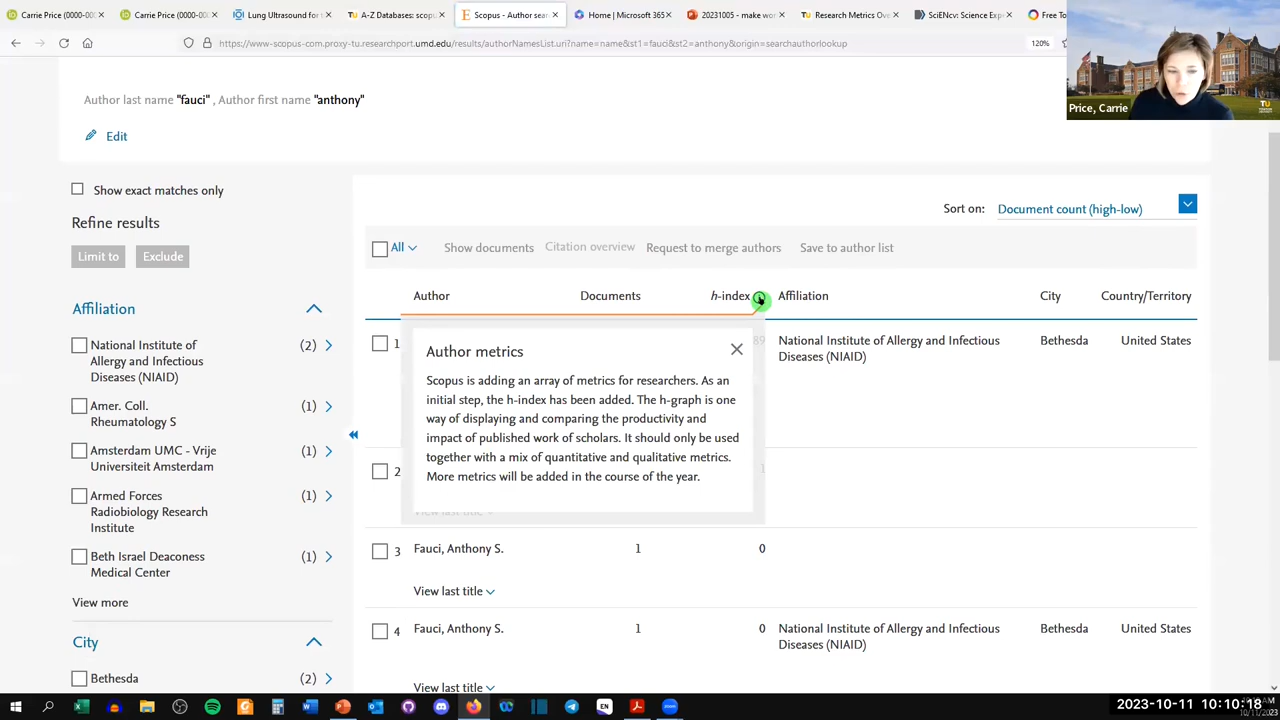 Carrie Price (0000-000
Carrie Price (0000-000
Lung Ultrasound for
A-Z Databases: scopu
Scopus - Author sear
Home | Microsoft 365
20231005 - make wo
Research Metrics Ove
SciENcv: Science Expe
Free To
https://www-scopus-com.proxy-tu.researchport.umd.edu/results/authorNamesList.uri?name=name&st1=fauci&st2=anthony&origin=searchauthorlookup
120%
Price, Carrie
Author last name "fauci" , Author first name "anthony"
Edit
Show exact matches only
Refine results
Limit to
Exclude
Sort on:
Document count (high-low)
All
Show documents
Citation overview
Request to merge authors
Save to author list
Author
Documents
h-index
Affiliation
City
Country/Territory
Affiliation
National Institute of
Allergy and Infectious
Diseases (NIAID)
(2)
Amer. Coll.
Rheumatology S
(1)
Amsterdam UMC - Vrije
Universiteit Amsterdam
(1)
Armed Forces
Radiobiology Research
Institute
(1)
Beth Israel Deaconess
Medical Center
(1)
View more
City
Bethesda
(2)
1
National Institute of Allergy and Infectious
Diseases (NIAID)
Bethesda
United States
Author metrics
Scopus is adding an array of metrics for researchers. As an
initial step, the h-index has been added. The h-graph is one
way of displaying and comparing the productivity and
impact of published work of scholars. It should only be used
together with a mix of quantitative and qualitative metrics.
More metrics will be added in the course of the year.
2
View last title
3
Fauci, Anthony S.
1
0
View last title
4
Fauci, Anthony S.
1
0
National Institute of Allergy and Infectious
Diseases (NIAID)
Bethesda
United States
View last title
2023-10-11 10:10:18